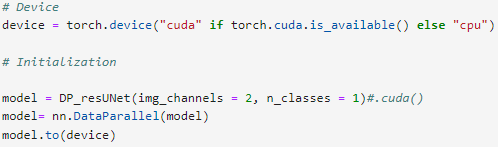 # Device
device = torch.device("cuda" if torch.cuda.is_available() else "cpu")
# Initialization
model = DP_resUNet(img_channels = 2, n_classes = 1)#.cuda()
model= nn.DataParallel(model)
model.to(device)